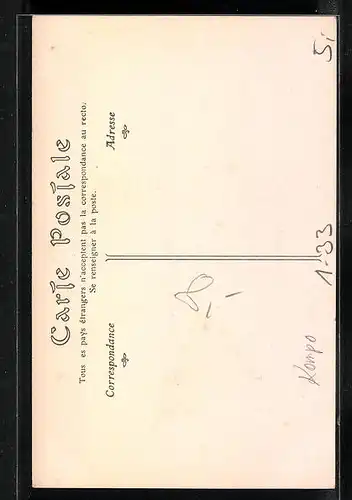 Carte Postale
Tous es pays étrangers n'acceptent pas la correspondance au recto.
Se renseigner à la poste.
Correspondance
Adresse
Kompo
1-33